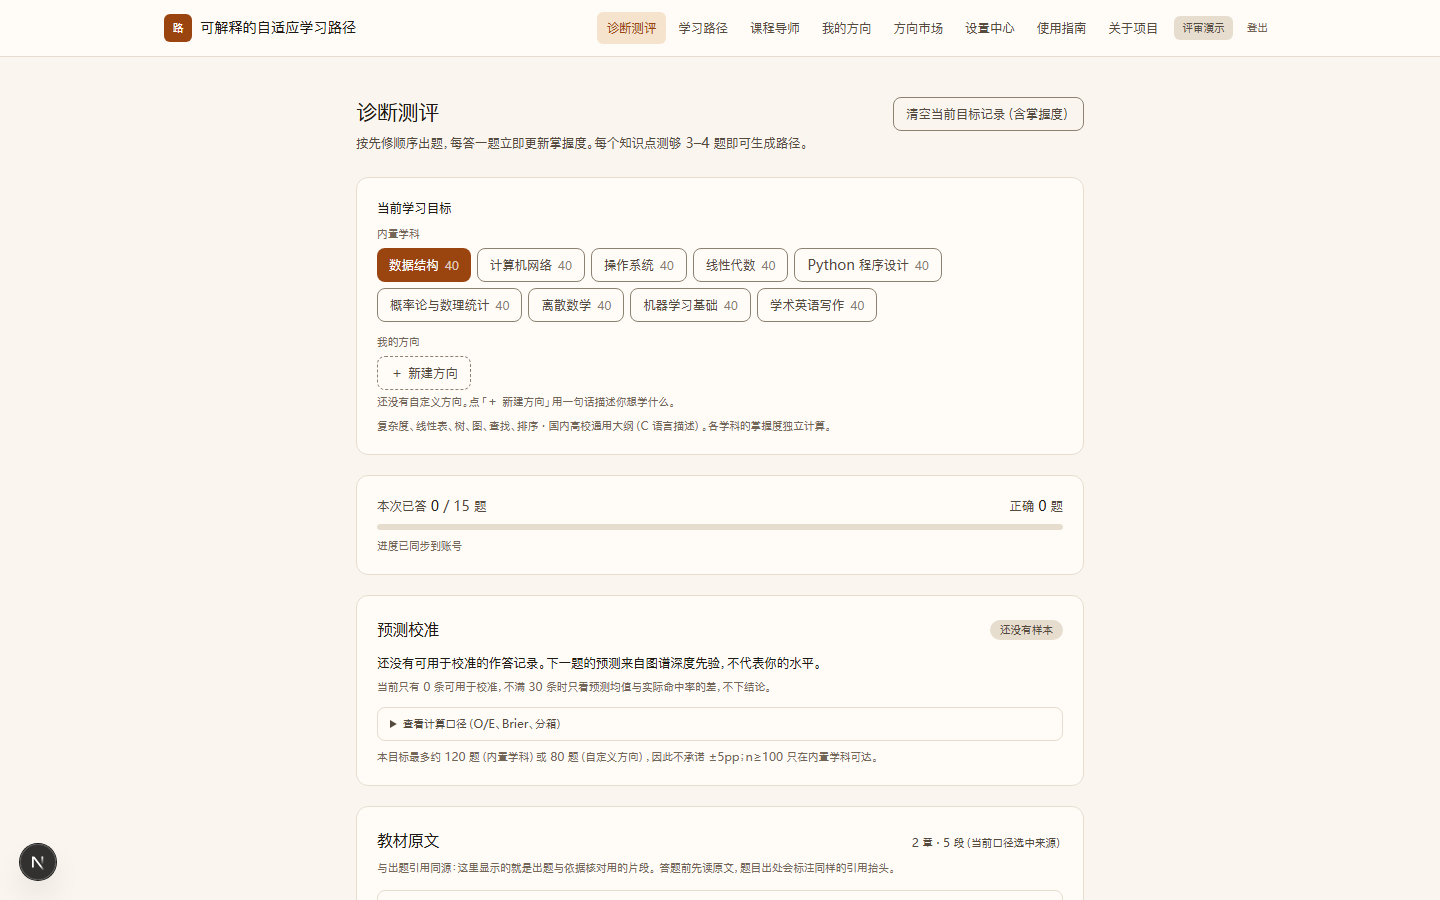 路 可解释的自适应学习路径 诊断测评 学习路径 课程导师 我的方向 方向市场 设置中心 使用指南 关于项目 评审演示 登出
诊断测评
清空当前目标记录 (含掌握度)
按先修顺序出题，每答一题立即更新掌握度。每个知识点测够 3–4 题即可生成路径。
当前学习目标
内置学科
数据结构 40 计算机网络 40 操作系统 40 线性代数 40 Python 程序设计 40
概率论与数理统计 40 离散数学 40 机器学习基础 40 学术英语写作 40
我的方向
+ 新建方向
还没有自定义方向。点「+ 新建方向」用一句话描述你想学什么。
复杂度、线性表、树、图、查找、排序 · 国内高校通用大纲 (C 语言描述) 。各学科的掌握度独立计算。
本次已答 0 / 15 题 正确 0 题
进度已同步到账号
预测校准 还没有样本
还没有可用于校准的作答记录。下一题的预测来自图谱深度先验，不代表你的水平。
当前只有 0 条可用于校准，不满 30 条时只看预测均值与实际命中率的差，不下结论。
▶ 查看计算口径 (O/E、Brier、分箱)
本目标最多约 120 题 (内置学科) 或 80 题 (自定义方向) ，因此不承诺 ±5pp；n≥100 只在内置学科可达。
教材原文 2 章 · 5 段 (当前口径选中来源)
与出题引用同源：这里显示的就是出题与依据核对用的片段。 答题前先读原文，题目出处会标注同样的引用抬头。
N